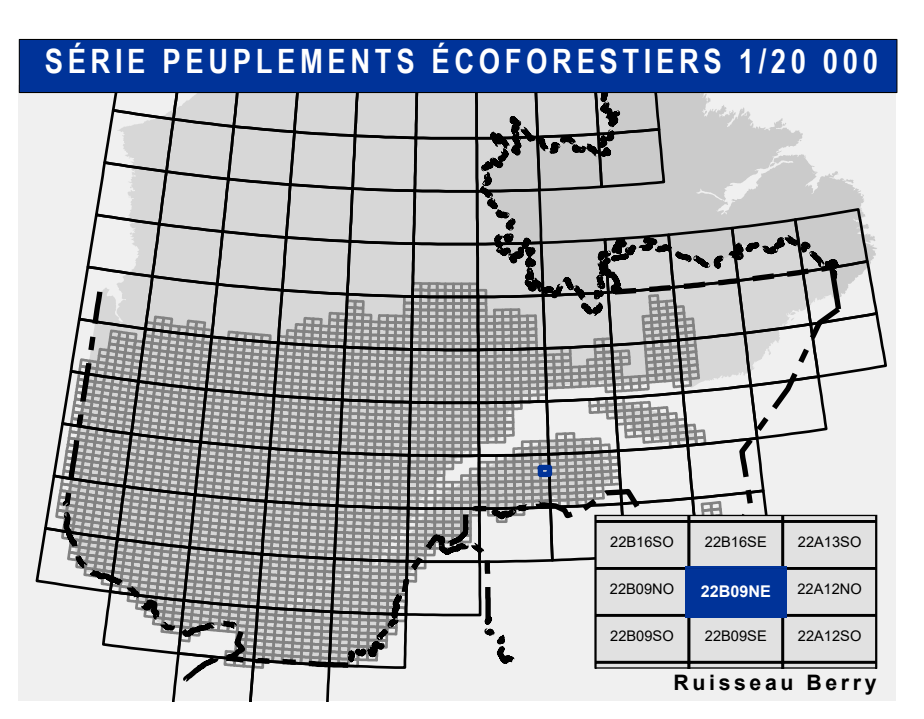 SÉRIE PEUPLEMENTS ÉCOFORESTIERS 1/20 000
22B16SO 22B16SE 22A13SO
22B09NO 22B09NE 22A12NO
22B09SO 22B09SE 22A12SO
Ruisseau Berry